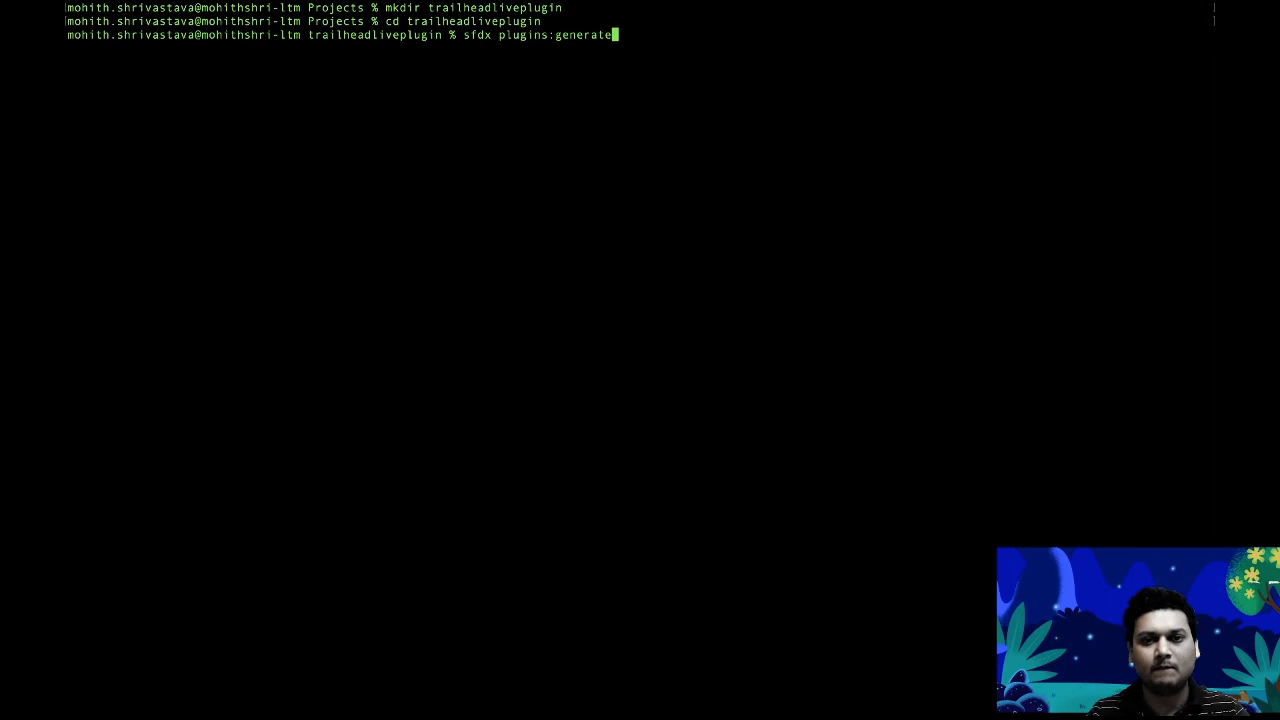 mohith.shrivastava@mohithshri-ltm Projects % mkdir trailheadliveplugin
mohith.shrivastava@mohithshri-ltm Projects % cd trailheadliveplugin
mohith.shrivastava@mohithshri-ltm trailheadliveplugin % sfdx plugins:generate